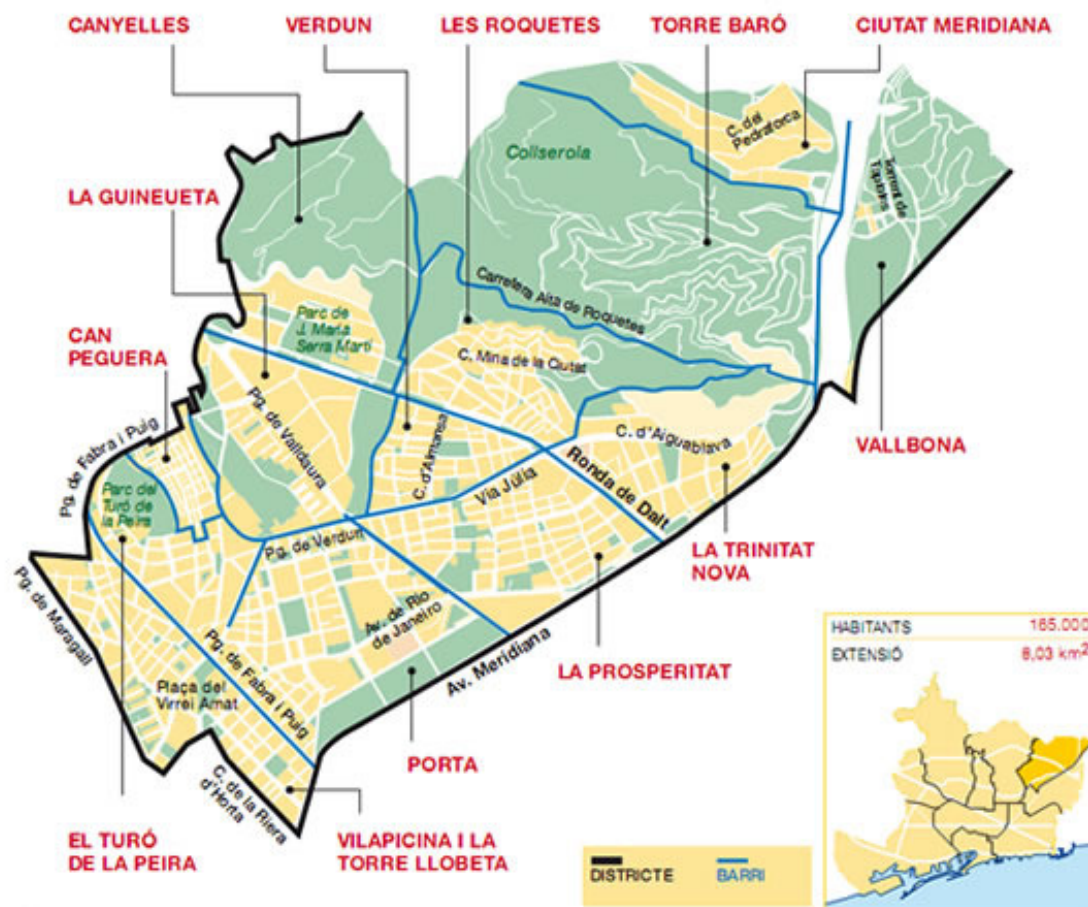 CANYELLES
VERDUN
LES ROQUETES
TORRE BARÓ
CIUTAT MERIDIANA
C. del
Pedraforca
Collserola
Torrent de
Tapioles
LA GUINEUETA
Carretera Alta de Roquetes
Parc de
J. Maria
Serra Martí
CAN
PEGUERA
C. Mina de la Ciutat
Pg. de Valldaura
C. d'Almansa
C. d'Aiguablava
VALLBONA
Pg. de Fabra i Puig
Ronda de Dalt
Via Júlia
Parc del
Turó de
la Peira
Pg. de Verdun
LA TRINITAT
NOVA
Pg. de Maragall
Av. de Rio
de Janeiro
Av. Meridiana
LA PROSPERITAT
Pg. de Fabra i Puig
Plaça del
Virrei Amat
PORTA
C. de la Riera
d'Horta
EL TURÓ
DE LA PEIRA
VILAPICINA I LA
TORRE LLOBETA
HABITANTS 165.000
EXTENSIÓ 8,03 km²
DISTRICTE
BARRI